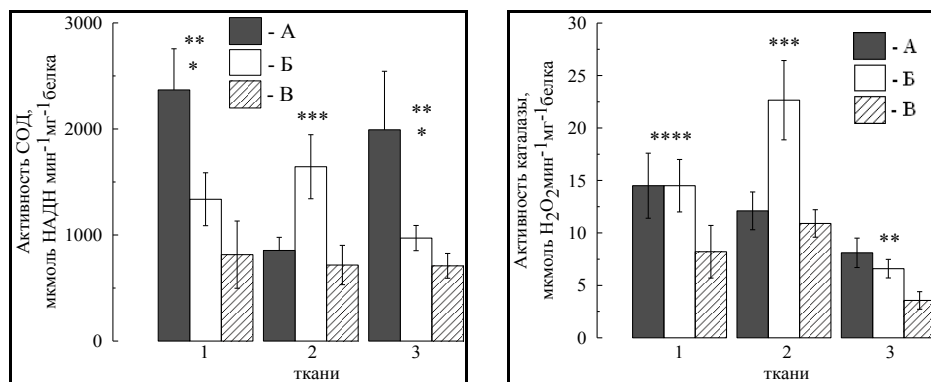 Активность СОД,
мкмоль НАДН мин-1мг-1белка
3000
2000
1000
0
**
*
***
**
*
- А
- Б
- В
1 2 3
ткани
Активность каталазы,
мкмоль H2O2мин-1мг-1белка
30
25
20
15
10
5
0
****
***
**
- А
- Б
- В
1 2 3
ткани